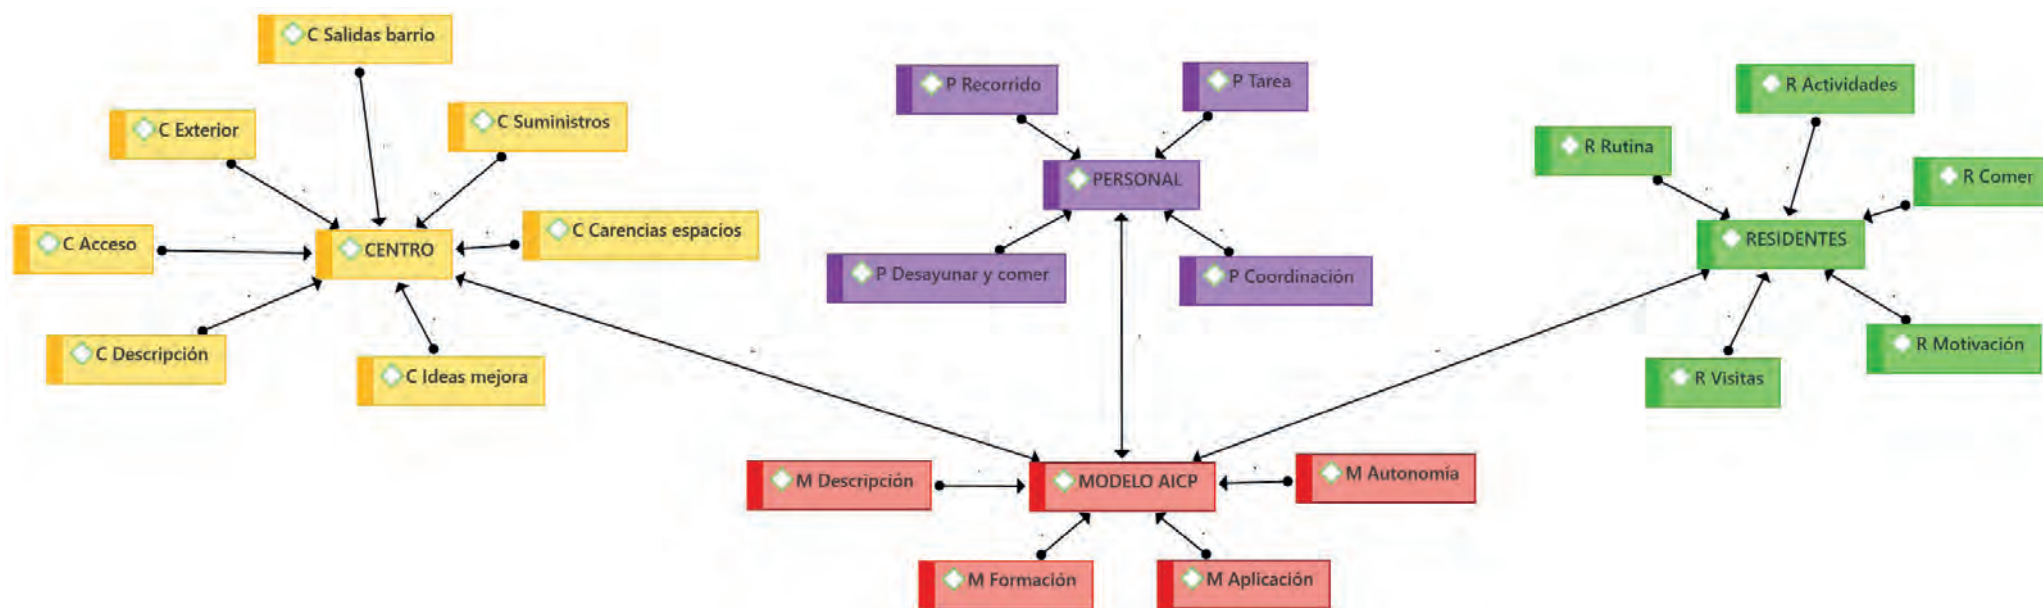 C Salidas barrio
C Exterior
C Suministros
C Acceso
CENTRO
C Carencias espacios
C Descripción
C Ideas mejora
P Recorrido
P Tarea
PERSONAL
P Desayunar y comer
P Coordinación
R Actividades
R Rutina
R Comer
RESIDENTES
R Motivación
R Visitas
M Descripción
MODELO AICP
M Autonomía
M Formación
M Aplicación